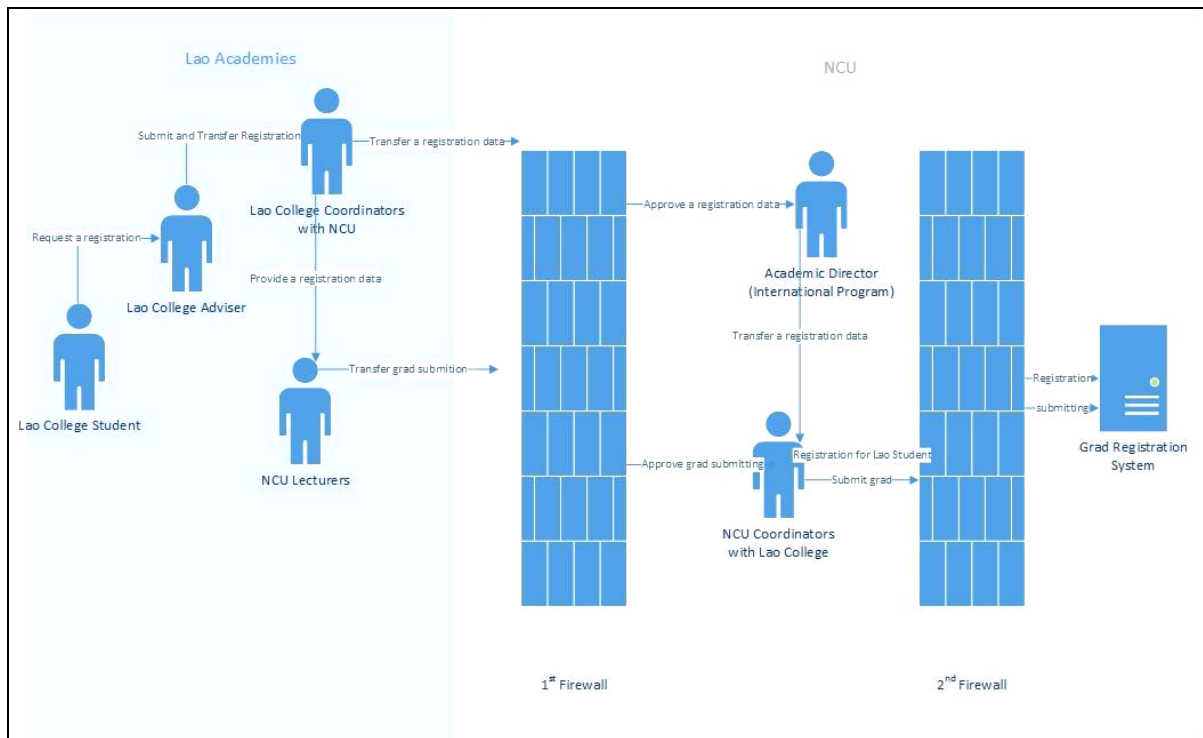 Lao Academies
NCU
Submit and Transfer Registration
Transfer a registration data
Lao College Coordinators
with NCU
Request a registration
Lao College Adviser
Provide a registration data
Approve a registration data
Academic Director
(International Program)
Transfer a registration data
Lao College Student
Transfer grad submition
NCU Lecturers
Registration
submitting
Grad Registration
System
Approve grad submitting
Registration for Lao Student
Submit grad
NCU Coordinators
with Lao College
1st Firewall
2nd Firewall